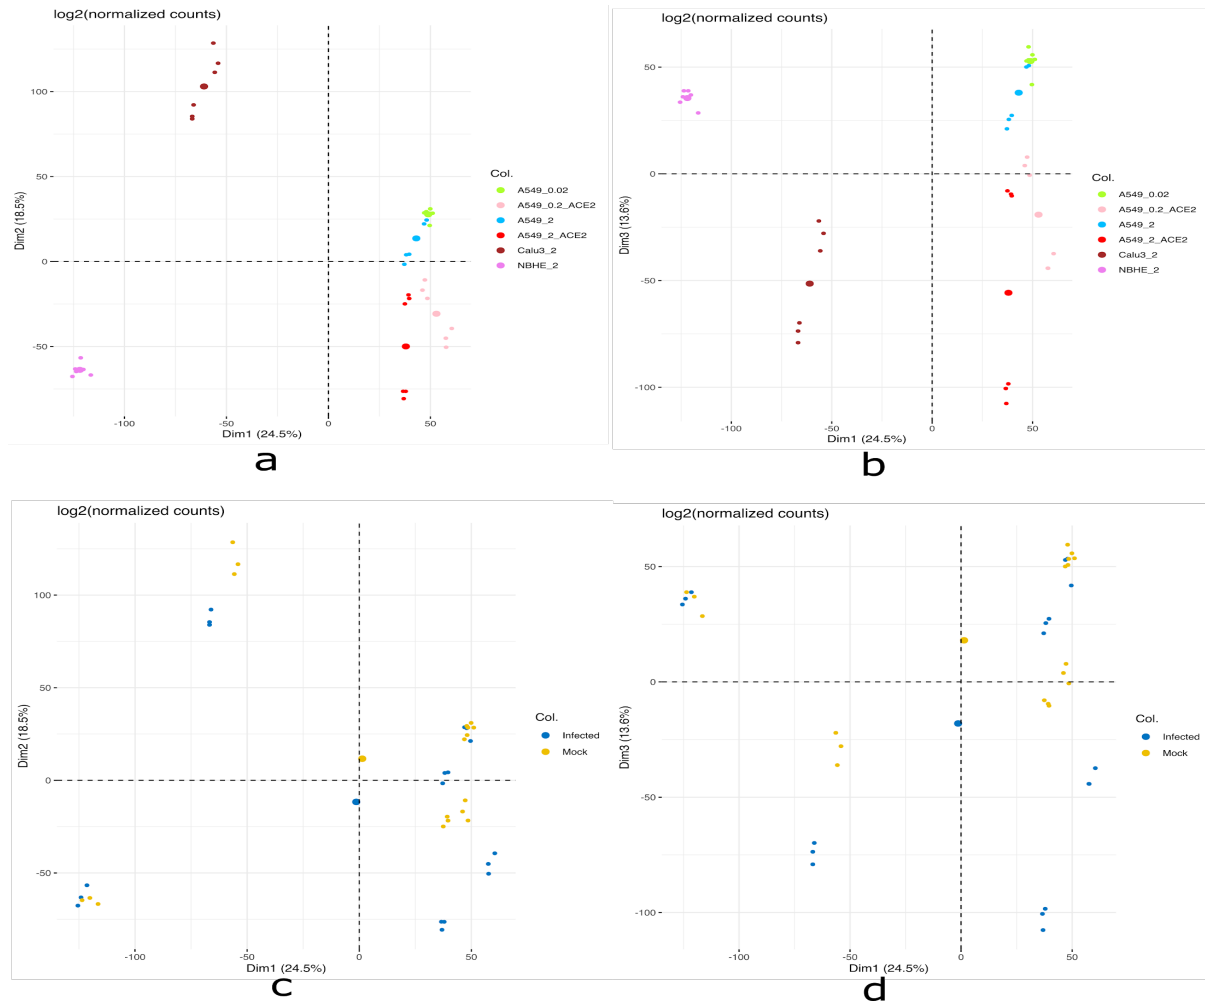 log2(normalized counts)
100
50
0
-50
-100
-50
0
50
Dim2 (18.5%)
Dim1 (24.5%)
Col.
A549_0.02
A549_0.2_ACE2
A549_2
A549_2_ACE2
Calu3_2
NBHE_2
a
log2(normalized counts)
50
0
-50
-100
-100
-50
0
50
Dim3 (13.6%)
Dim1 (24.5%)
Col.
A549_0.02
A549_0.2_ACE2
A549_2
A549_2_ACE2
Calu3_2
NBHE_2
b
log2(normalized counts)
100
50
0
-50
-100
-50
0
50
Dim2 (18.5%)
Dim1 (24.5%)
Col.
Infected
Mock
c
log2(normalized counts)
50
0
-50
-100
-100
-50
0
50
Dim3 (13.6%)
Dim1 (24.5%)
Col.
Infected
Mock
d